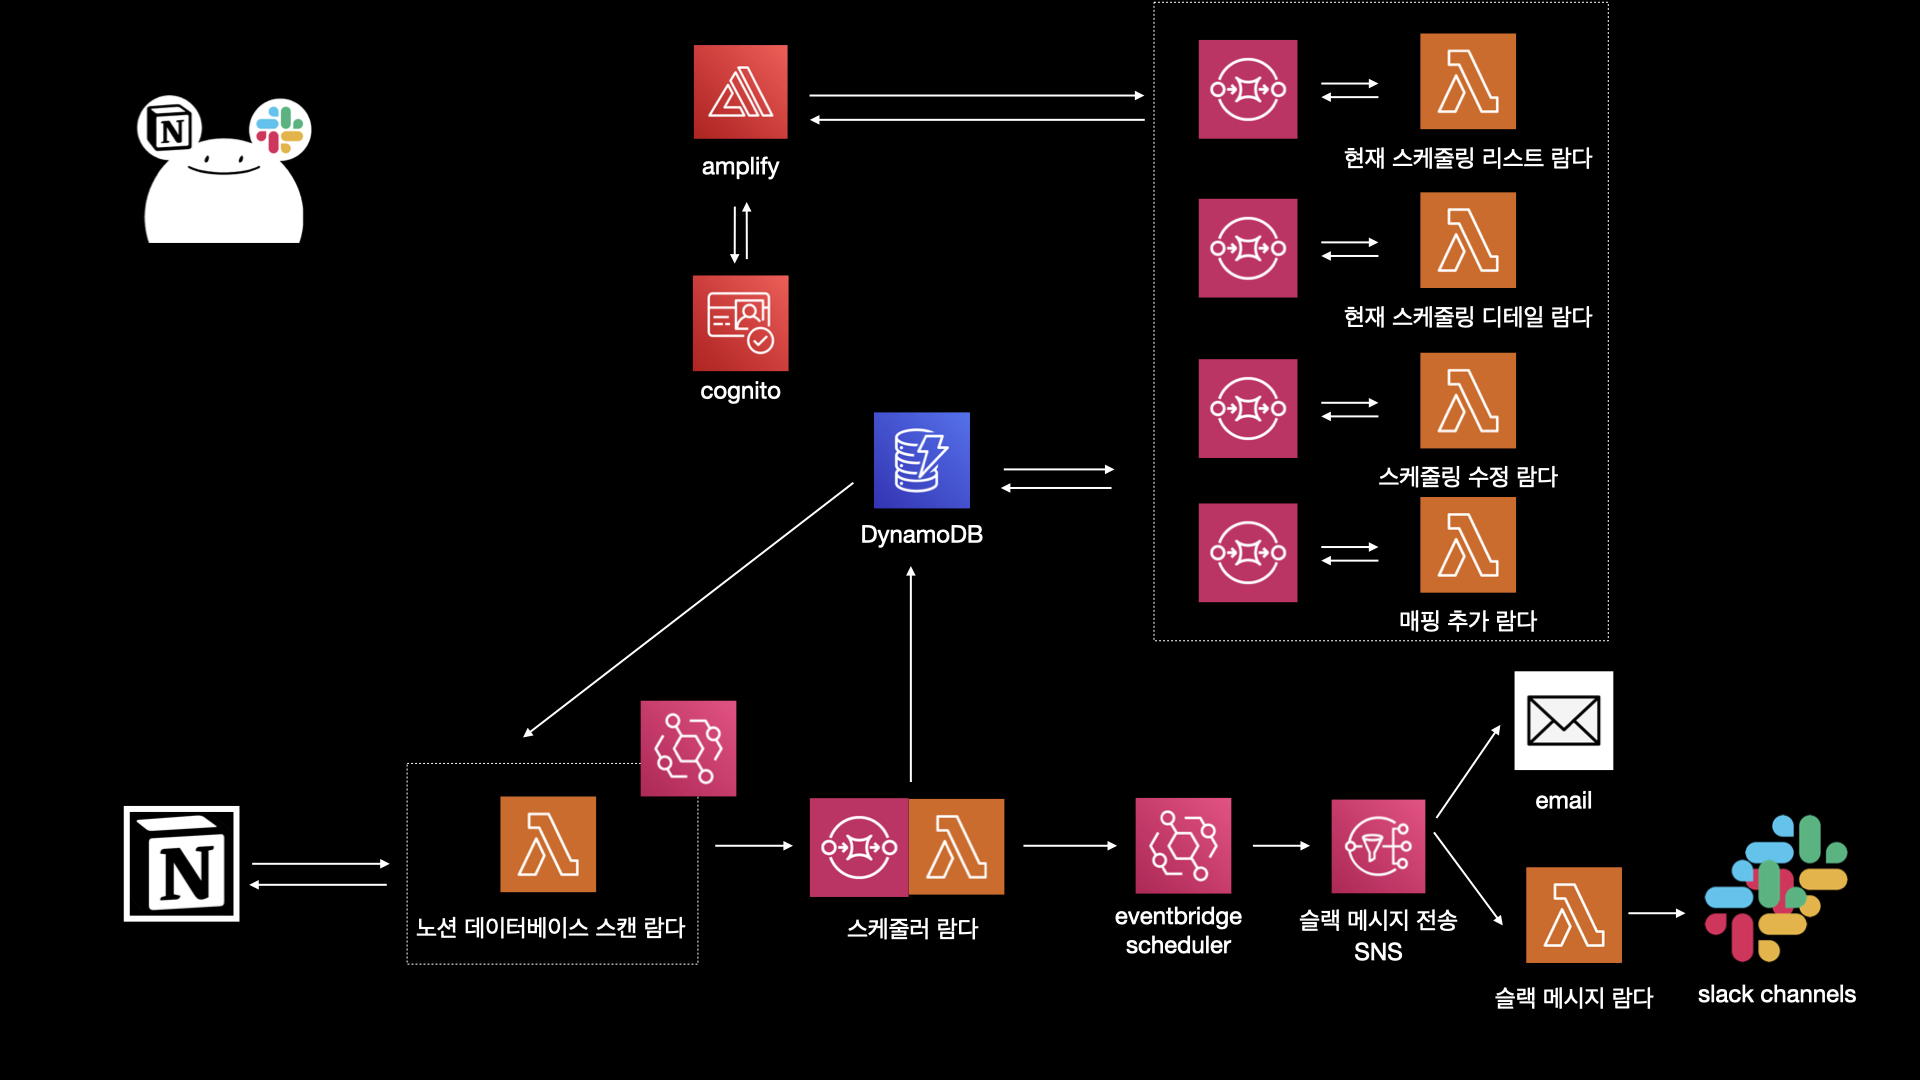 N
amplify
현재 스케줄링 리스트 람다
cognito
현재 스케줄링 디테일 람다
스케줄링 수정 람다
DynamoDB
매핑 추가 람다
email
N
노션 데이터베이스 스캔 람다
스케줄러 람다
eventbridge
scheduler
슬랙 메시지 전송
SNS
슬랙 메시지 람다
slack channels